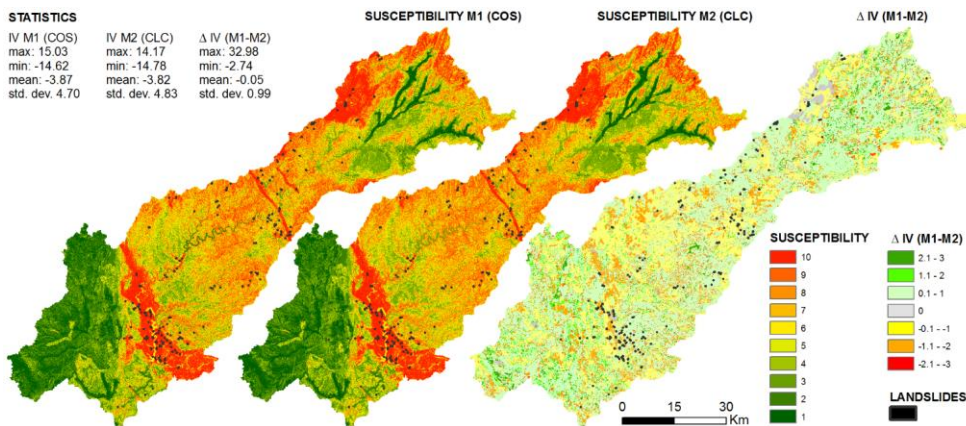 STATISTICS
IV M1 (COS)
max: 15.03
min: -14.62
mean: -3.87
std. dev. 4.70
IV M2 (CLC)
max: 14.17
min: -14.78
mean: -3.82
std. dev. 4.83
Δ IV (M1-M2)
max: 32.98
min: -2.74
mean: -0.05
std. dev. 0.99
SUSCEPTIBILITY M1 (COS)
SUSCEPTIBILITY M2 (CLC)
Δ IV (M1-M2)
SUSCEPTIBILITY
10
9
8
7
6
5
4
3
2
1
Δ IV (M1-M2)
2.1 - 3
1.1 - 2
0.1 - 1
0
-0.1 - -1
-1.1 - -2
-2.1 - -3
LANDSLIDES
0 15 30
Km